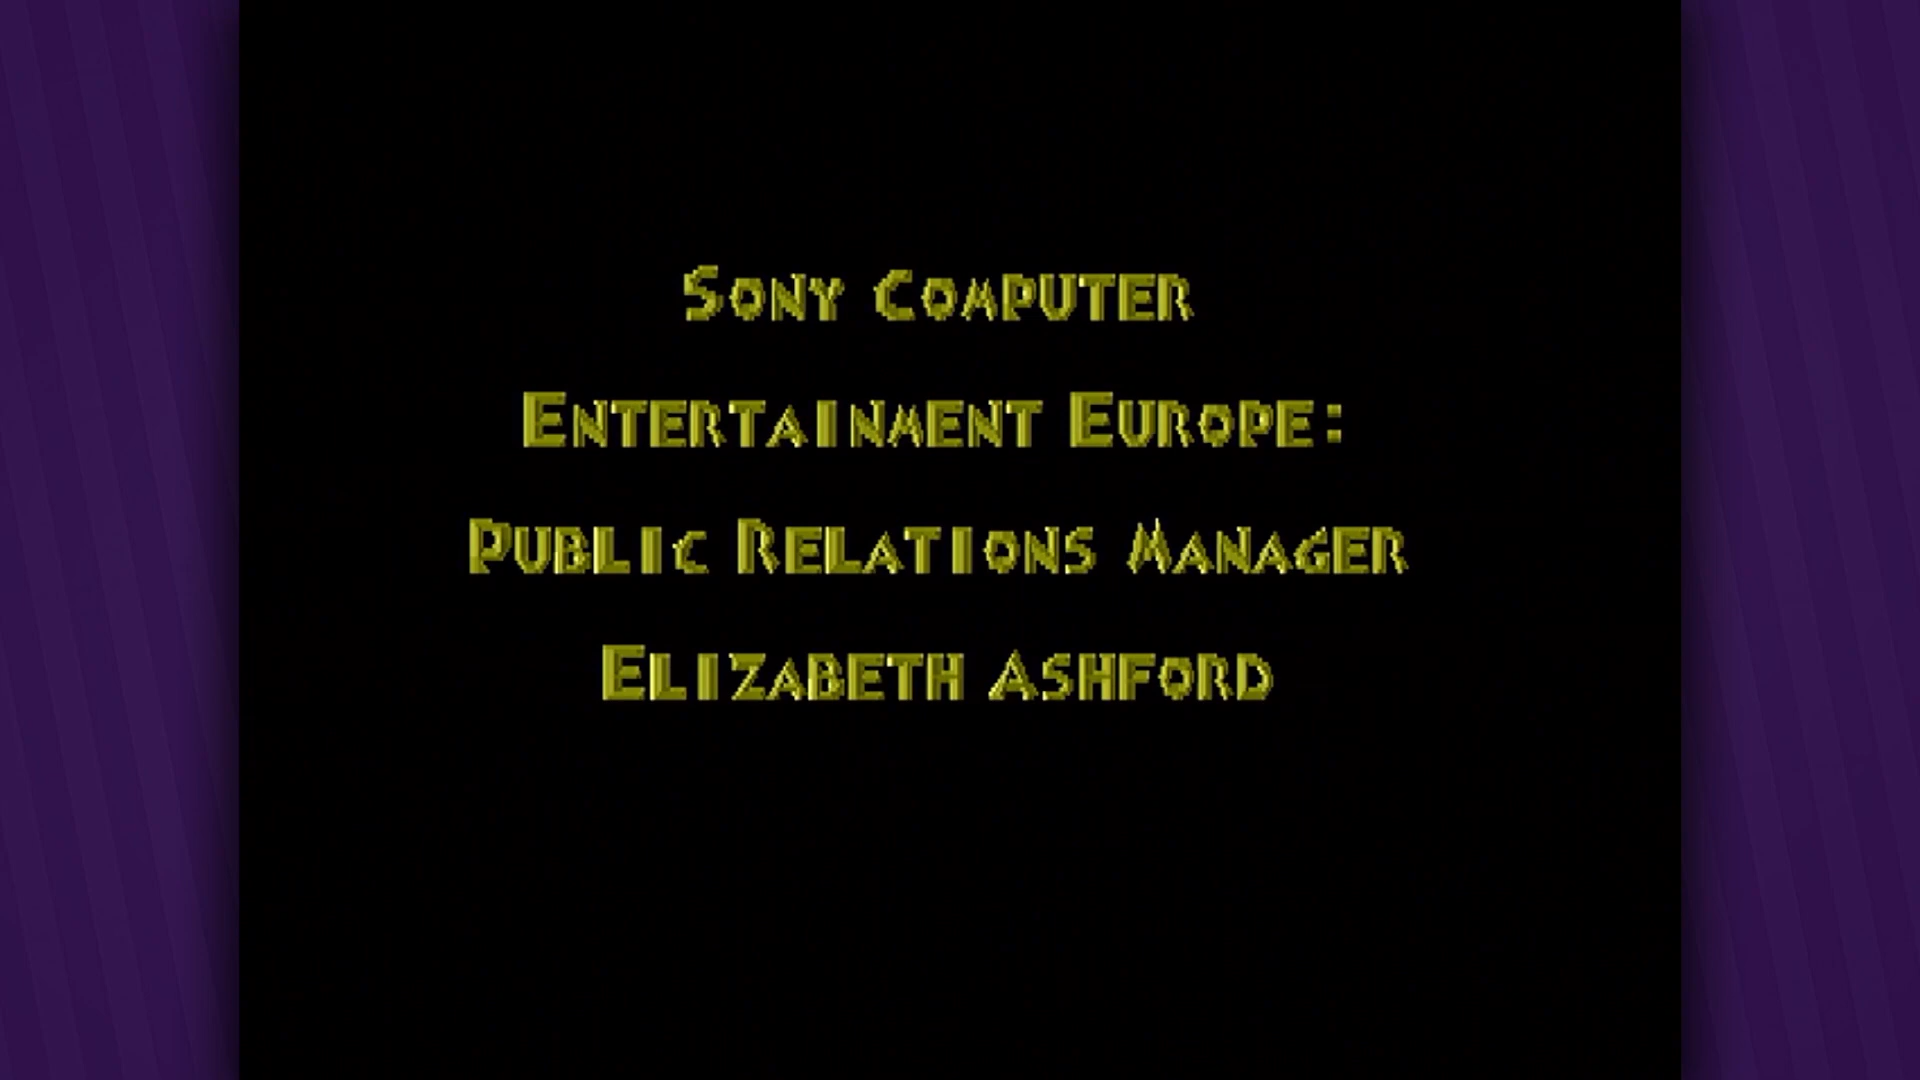 Sony Computer
Entertainment Europe:
Public Relations Manager
Elizabeth Ashford